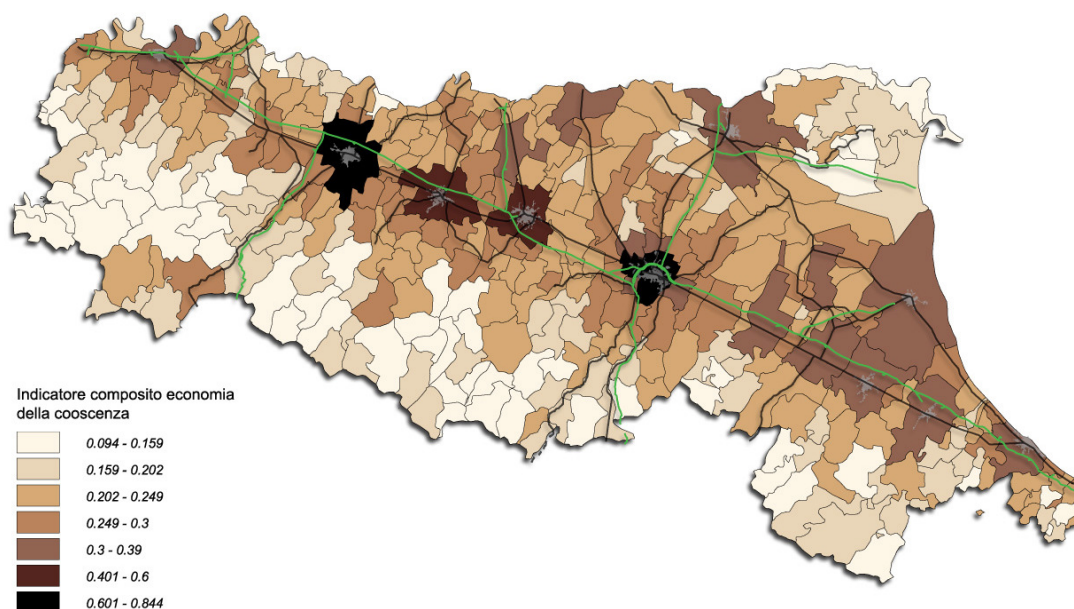 Indicatore composito economia
della cooscenza
0.094 - 0.159
0.159 - 0.202
0.202 - 0.249
0.249 - 0.3
0.3 - 0.39
0.401 - 0.6
0.601 - 0.844